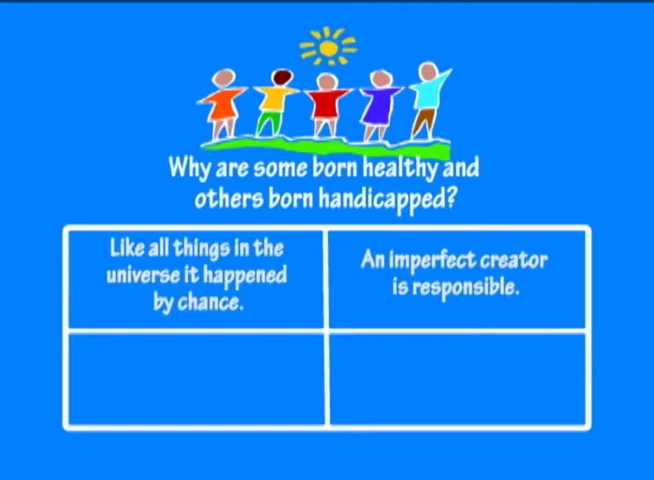 Why are some born healthy and
others born handicapped?
Like all things in the
universe it happened
by chance.
An imperfect creator
is responsible.